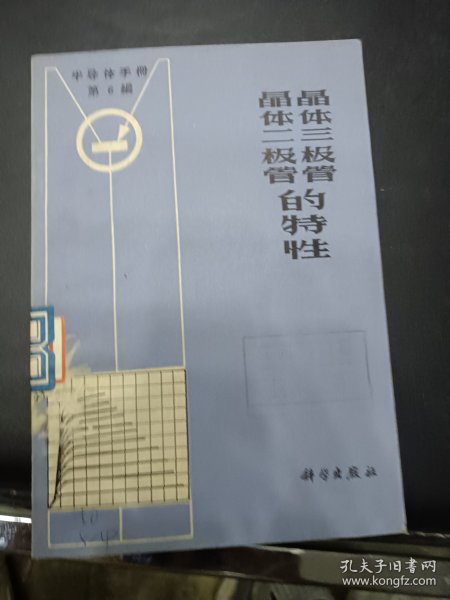 半导体手册
第6編
晶体三极管
晶体二极管
的特性
科学出版社
孔夫子旧书网
www.kongfz.com